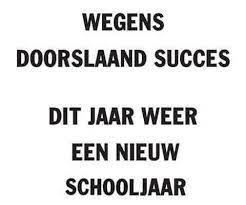 WEGENS
DOORSLAAND SUCCES
DIT JAAR WEER
EEN NIEUW
SCHOOLJAAR